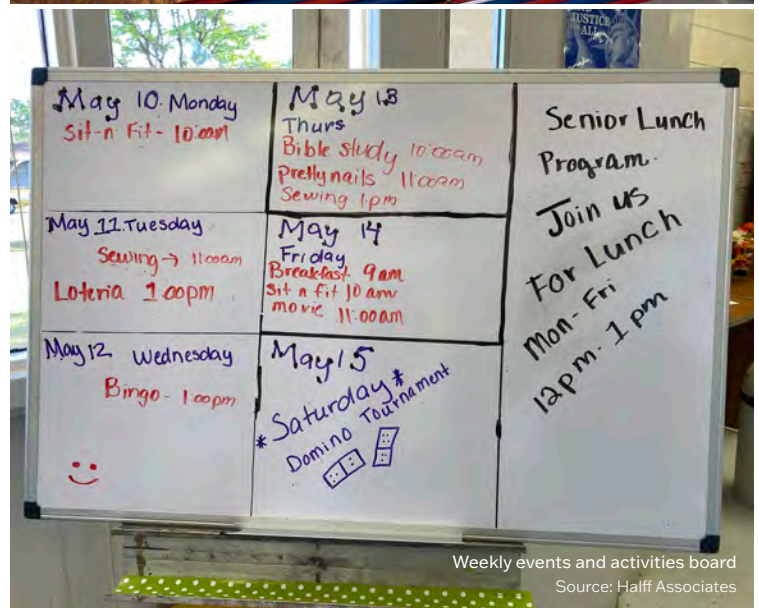 JUSTICE
ALL
May 10. Monday
Sit-n Fit - 10:00am
May 11. Tuesday
Sewing → 11:00am
Loteria 1:00pm
May 12 Wednesday
Bingo - 1:00pm
May 13
Thurs
Bible study 10:00am
Prettynails 11:00am
Sewing 1pm
May 14
Friday
Breakfast 9am
Sit n fit 10 am
movie 11:00am
May 15
*Saturday*
Domino Tournament
Senior Lunch
Program.
Join us
For Lunch
Mon-Fri
12pm-1pm
Weekly events and activities board
Source: Halff Associates